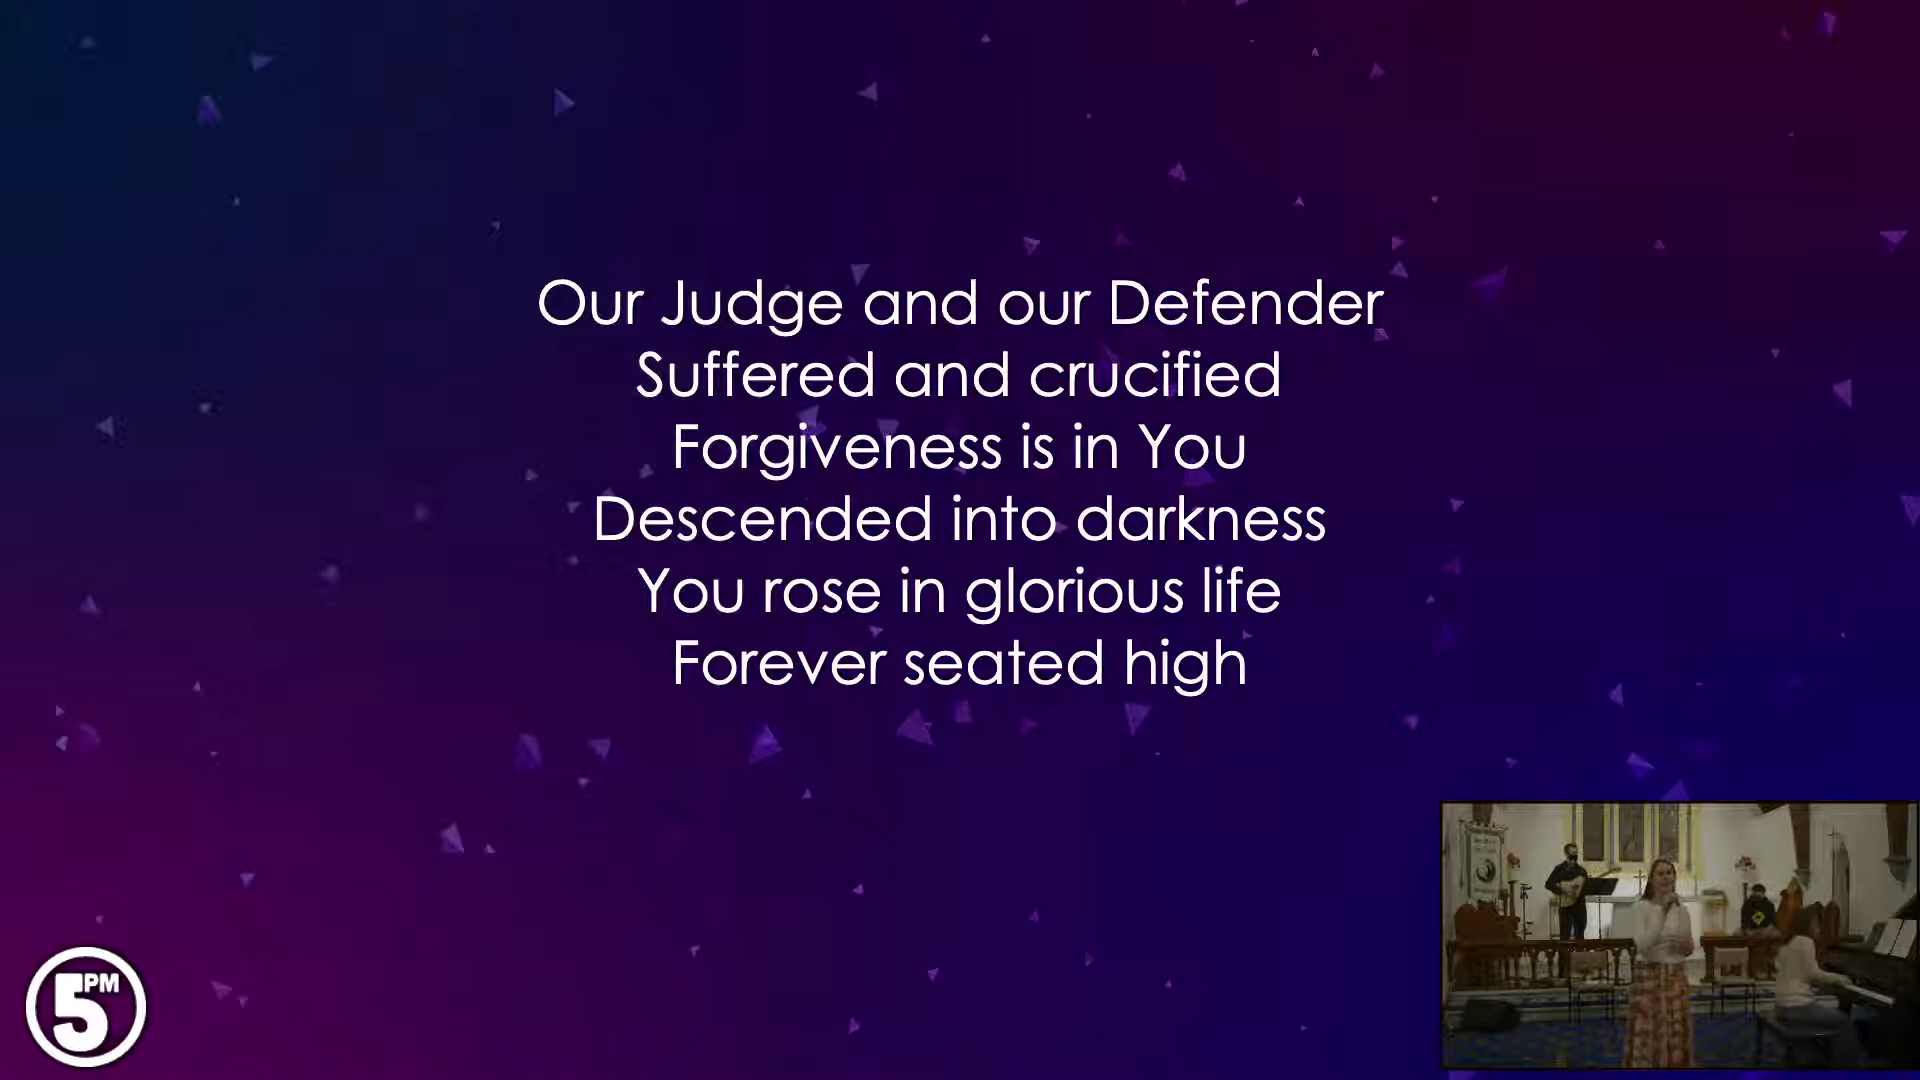 Our Judge and our Defender
Suffered and crucified
Forgiveness is in You
Descended into darkness
You rose in glorious life
Forever seated high
5PM